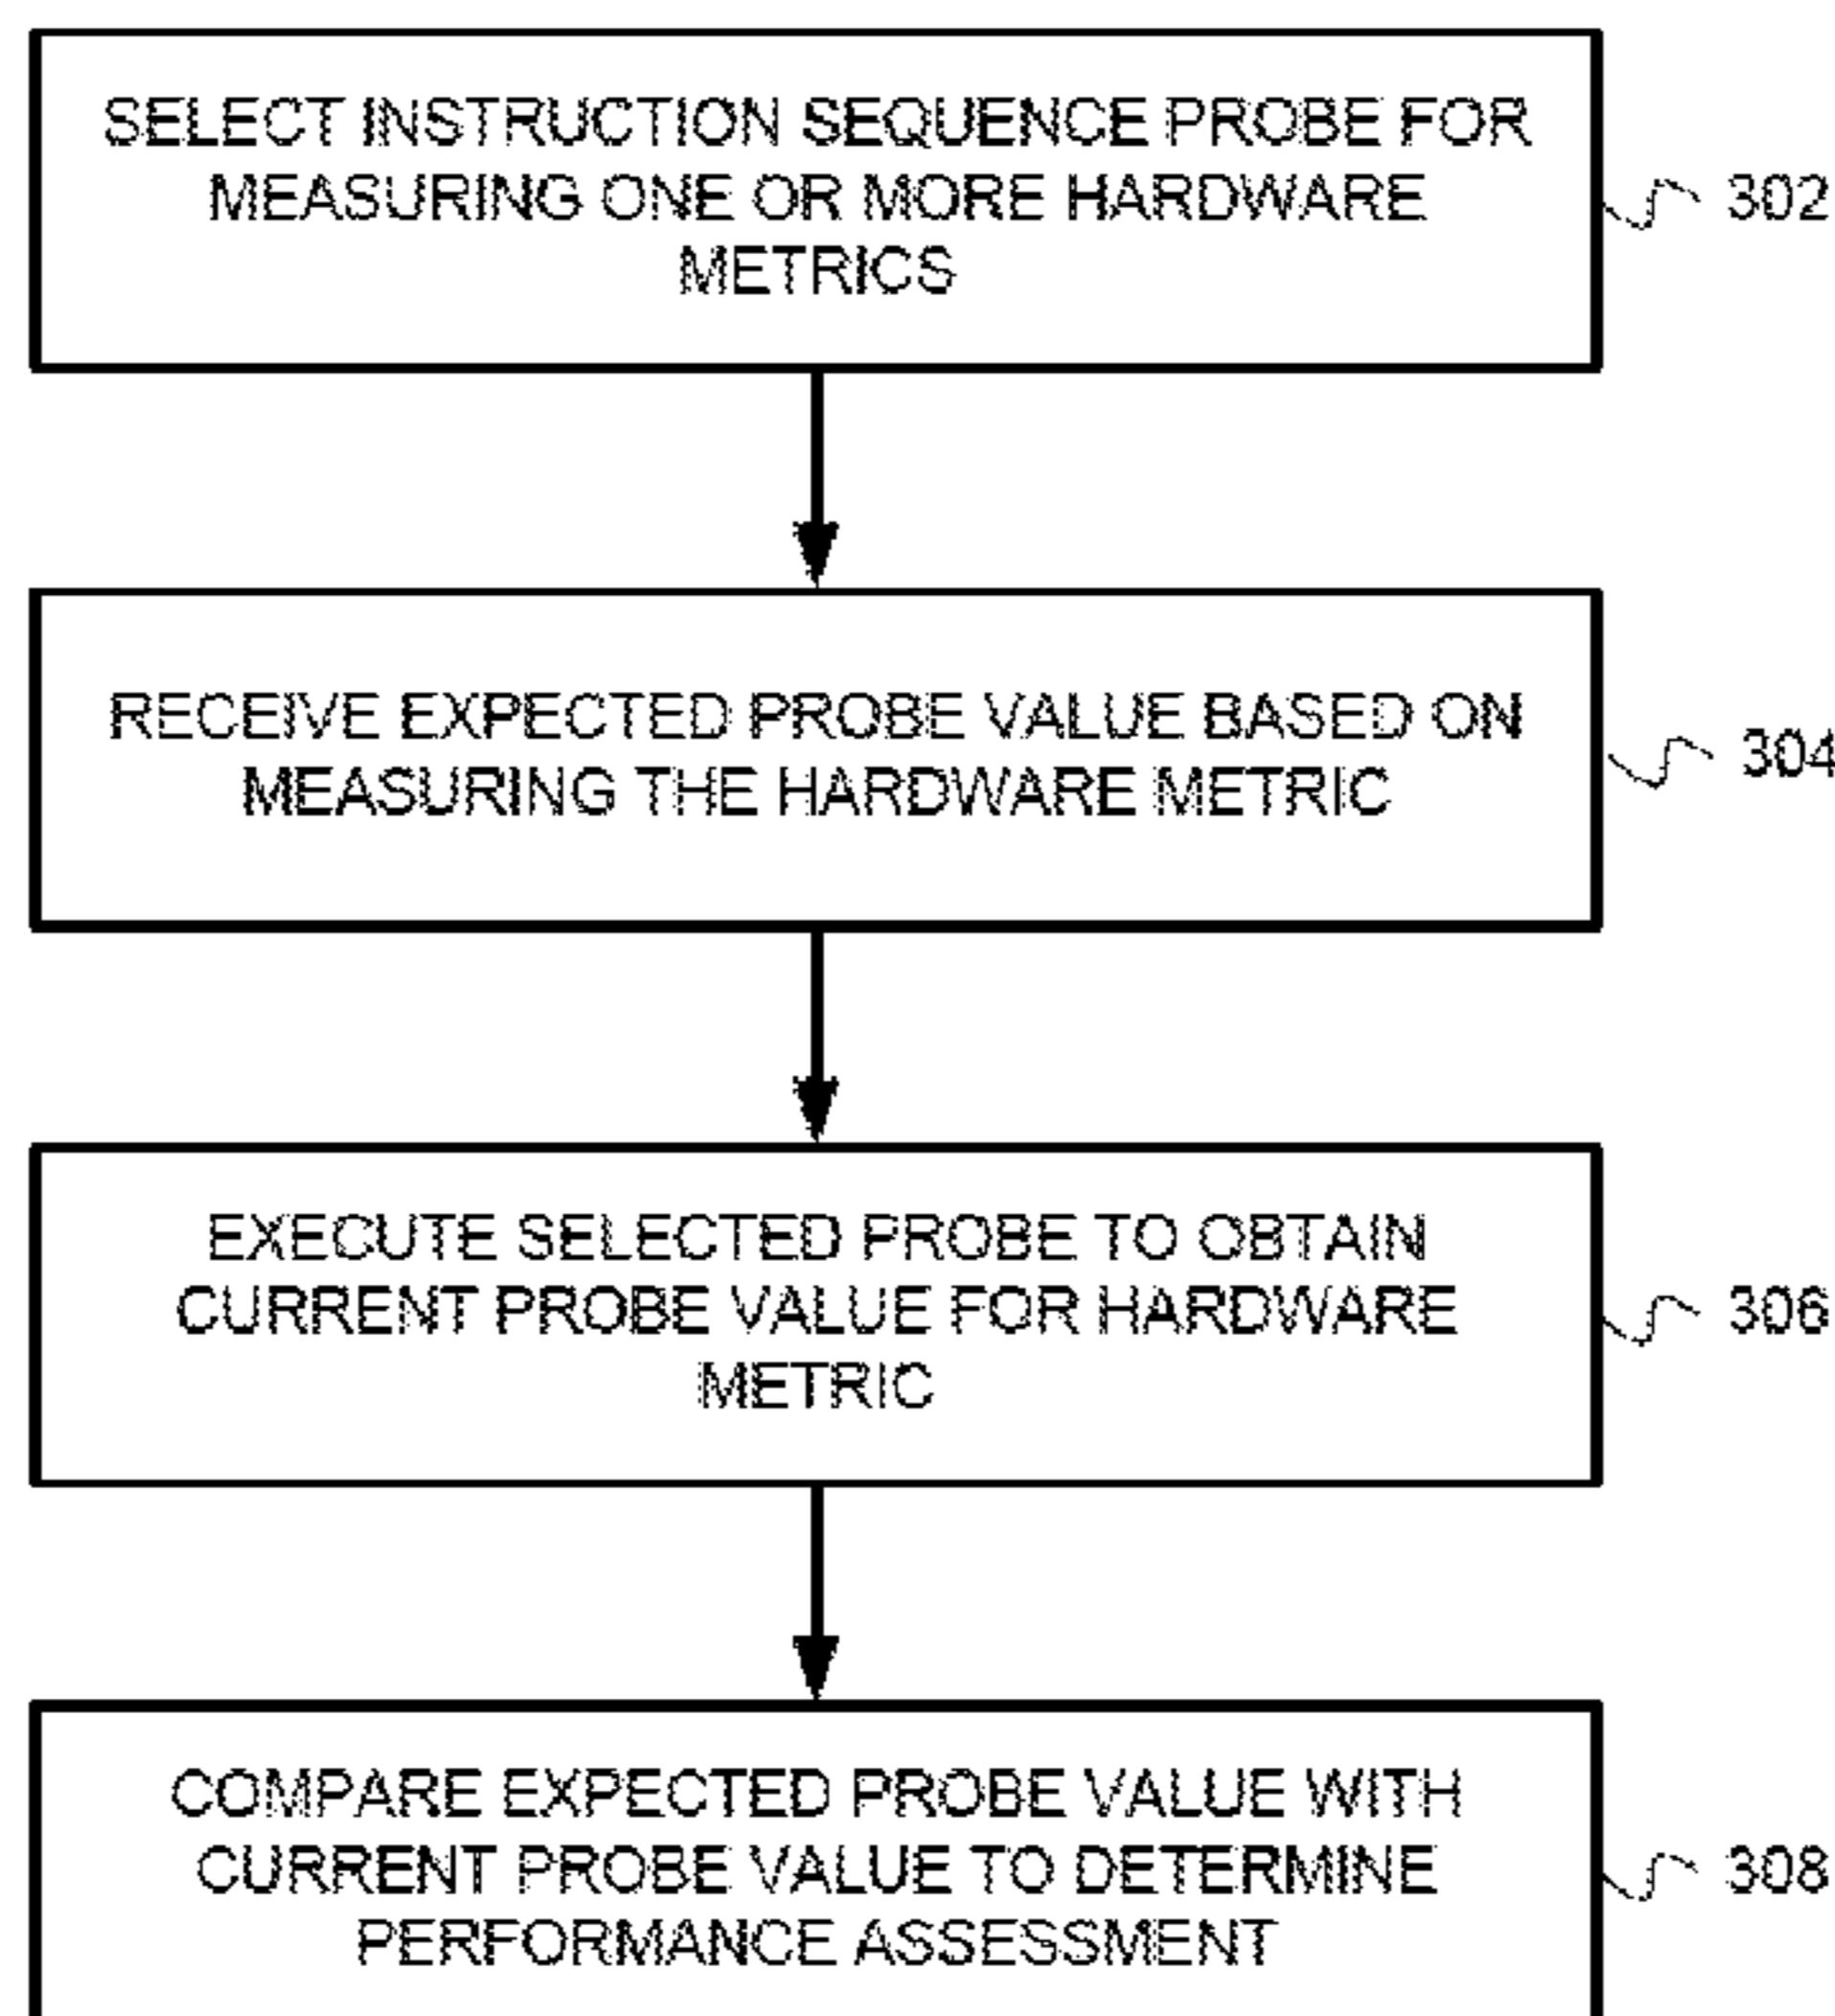 SELECT INSTRUCTION SEQUENCE PROBE FOR
MEASURING ONE OR MORE HARDWARE
METRICS
302
RECEIVE EXPECTED PROBE VALUE BASED ON
MEASURING THE HARDWARE METRIC
304
EXECUTE SELECTED PROBE TO OBTAIN
CURRENT PROBE VALUE FOR HARDWARE
METRIC
306
COMPARE EXPECTED PROBE VALUE WITH
CURRENT PROBE VALUE TO DETERMINE
PERFORMANCE ASSESSMENT
308